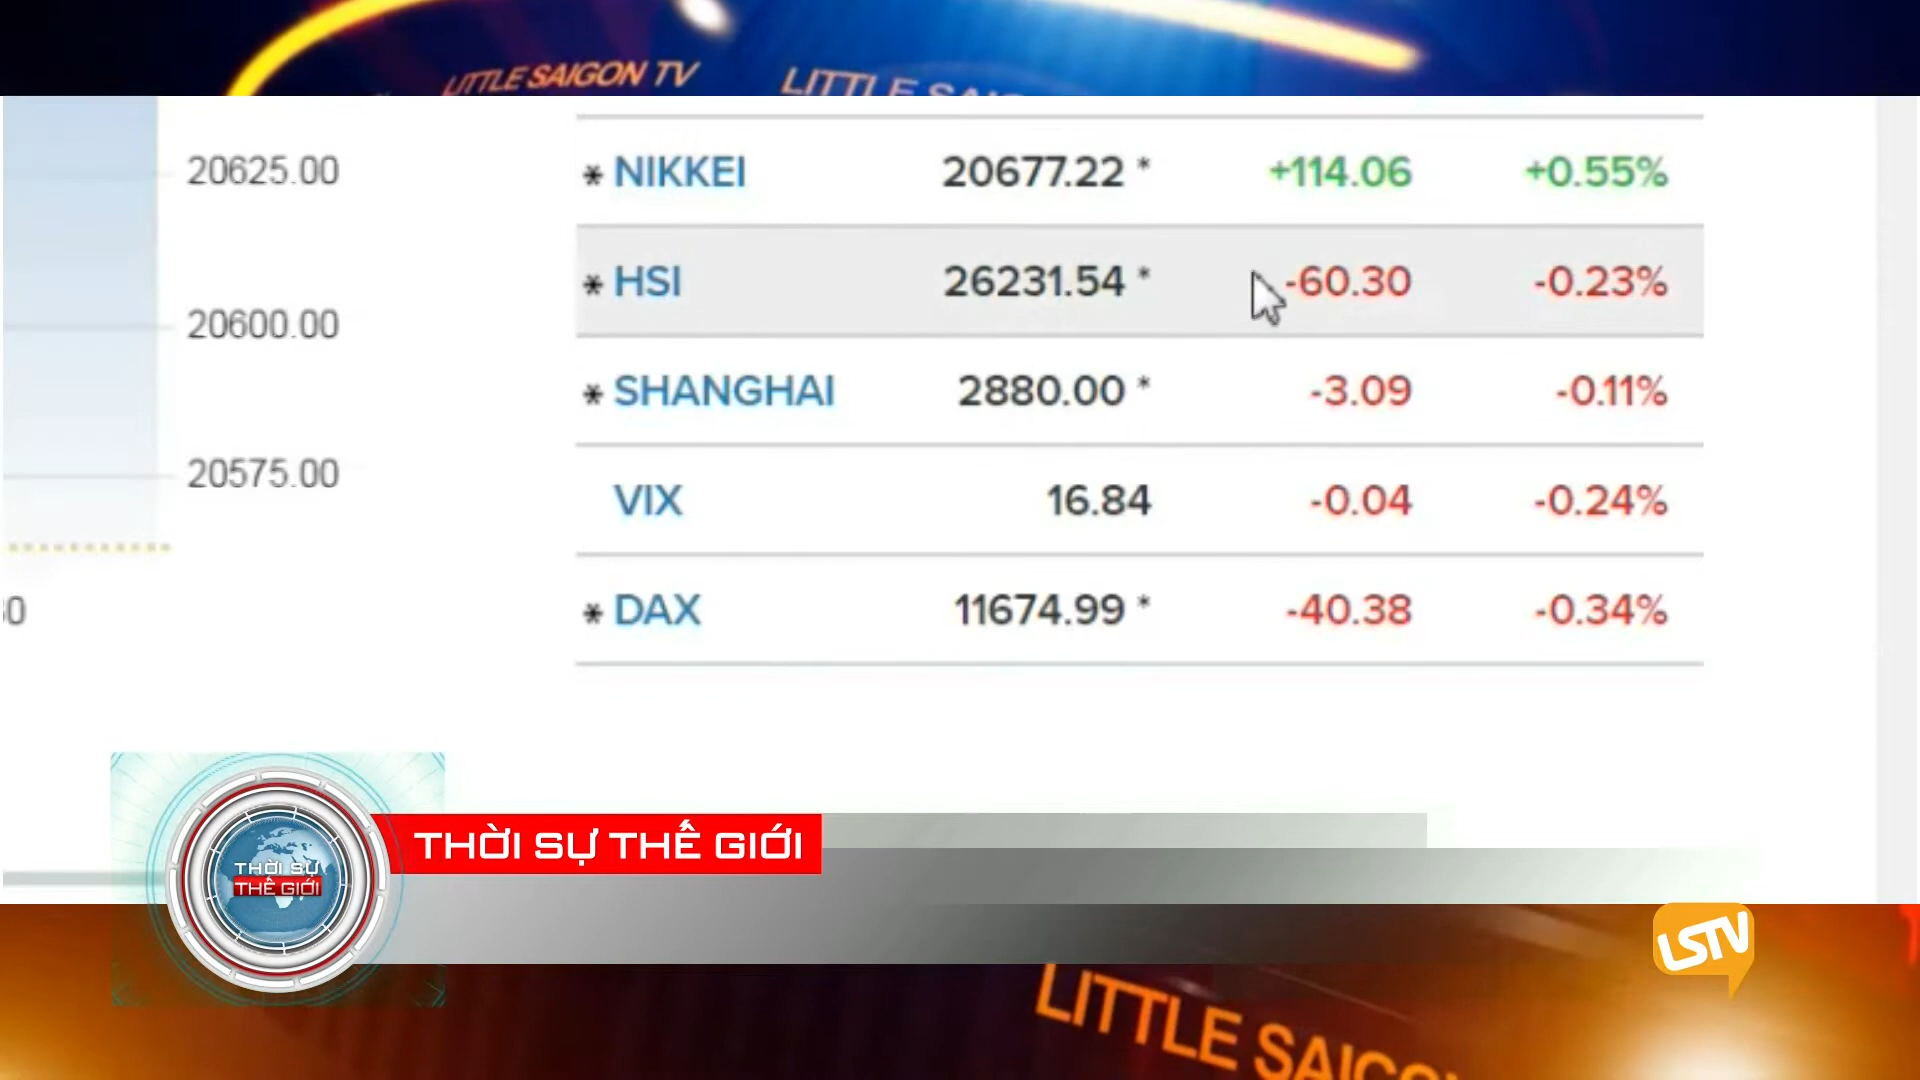 LITTLE SAIGON TV
LITTLE SAIGON
20625.00
* NIKKEI 20677.22 * +114.06 +0.55%
* HSI 26231.54 * -60.30 -0.23%
20600.00
* SHANGHAI 2880.00 * -3.09 -0.11%
20575.00
VIX 16.84 -0.04 -0.24%
* DAX 11674.99 * -40.38 -0.34%
THỜI SỰ THẾ GIỚI
THỜI SỰ
THẾ GIỚI
LSTV
LITTLE SAIGO